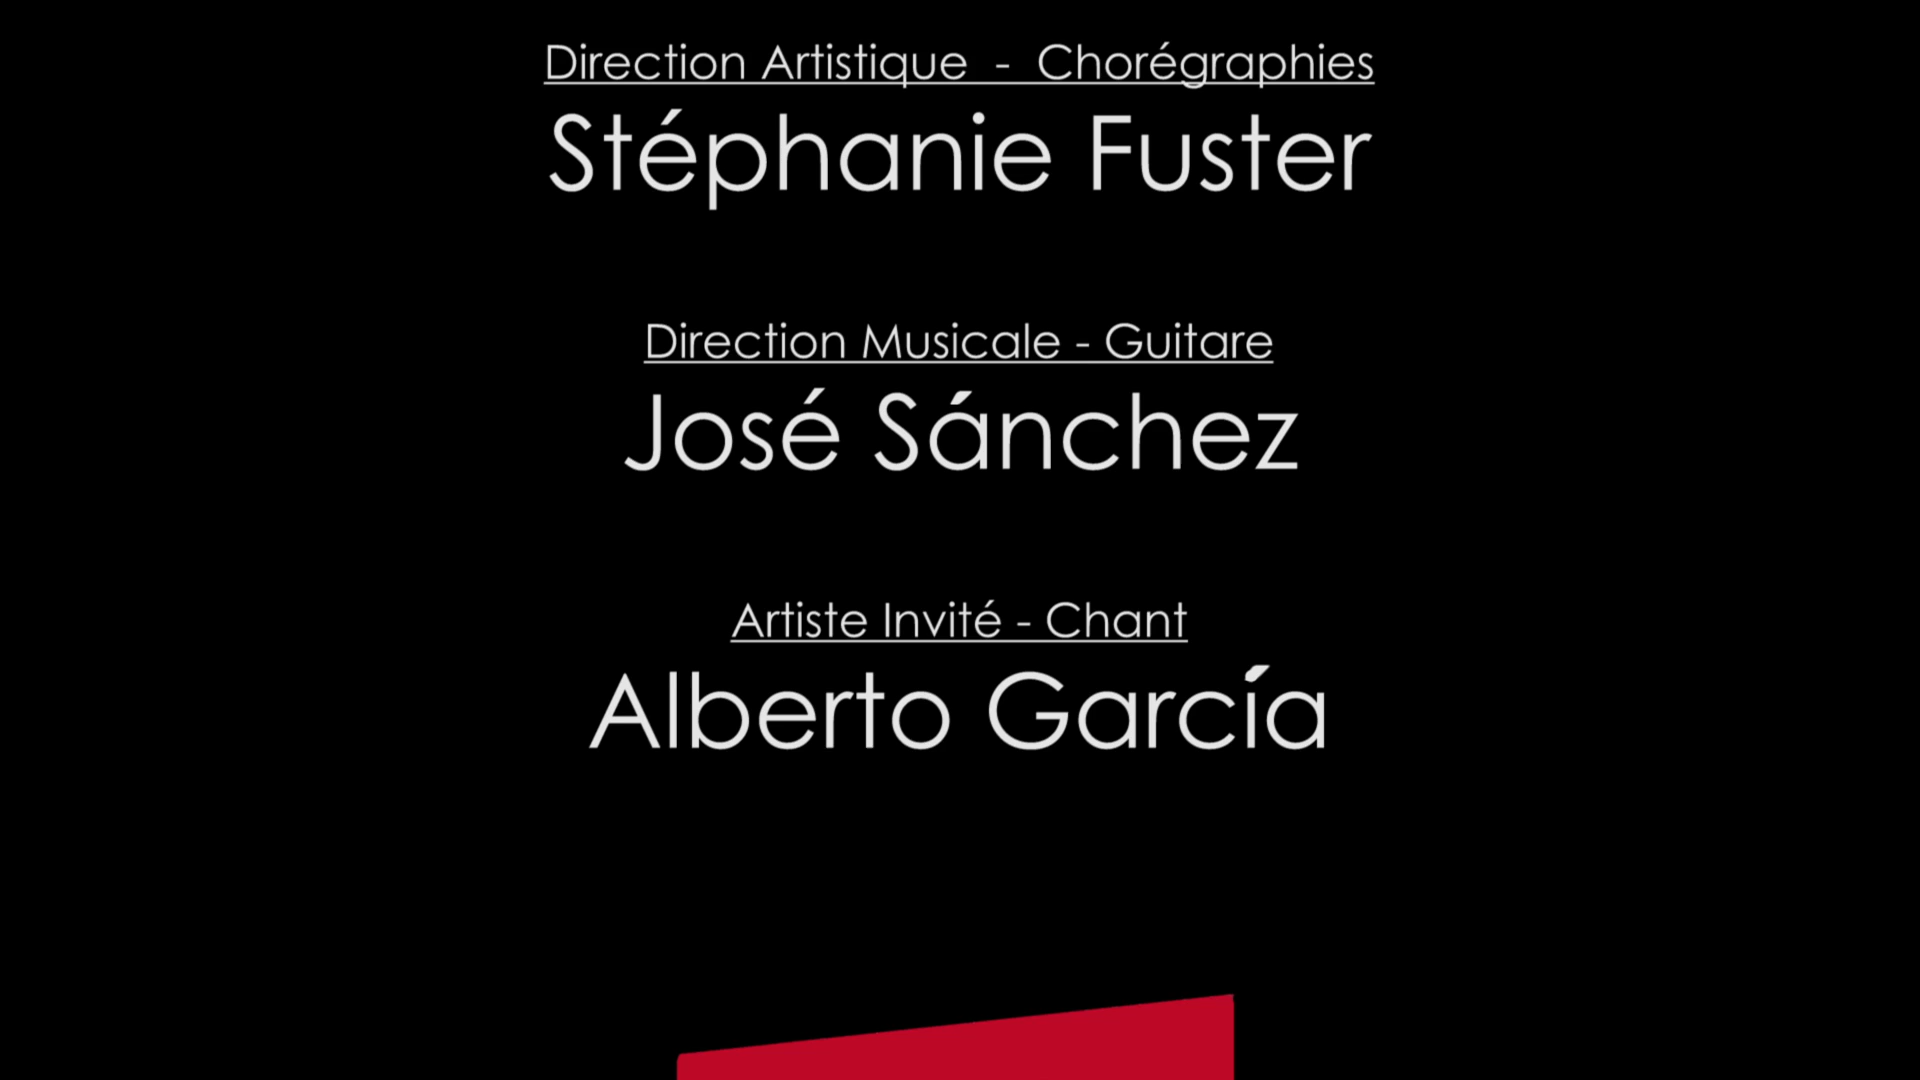 Direction Artistique - Chorégraphies
Stéphanie Fuster
Direction Musicale - Guitare
José Sánchez
Artiste Invité - Chant
Alberto García